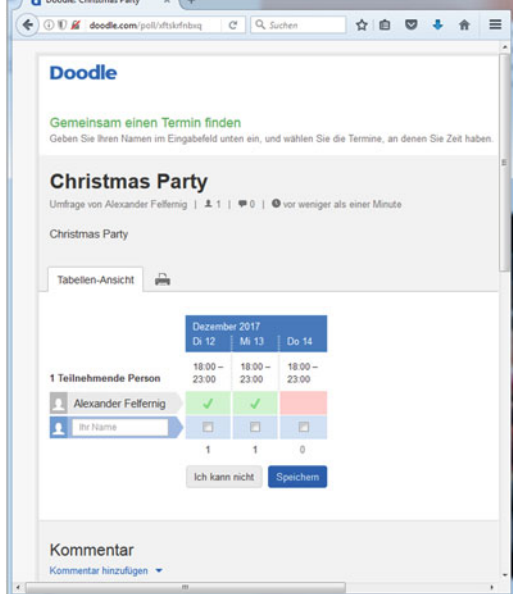 Doodle: Christmas Party
doodle.com/poll/xftskrfnbxq
Suchen
Doodle
Gemeinsam einen Termin finden
Geben Sie Ihren Namen im Eingabefeld unten ein, und wählen Sie die Termine, an denen Sie Zeit haben.
Christmas Party
Umfrage von Alexander Felfernig | 1 | 0 | vor weniger als einer Minute
Christmas Party
Tabellen-Ansicht
Dezember 2017
Di 12 Mi 13 Do 14
18:00 – 18:00 – 18:00 –
1 Teilnehmende Person 23:00 23:00 23:00
Alexander Felfernig
Ihr Name
1 1 0
Ich kann nicht Speichern
Kommentar
Kommentar hinzufügen